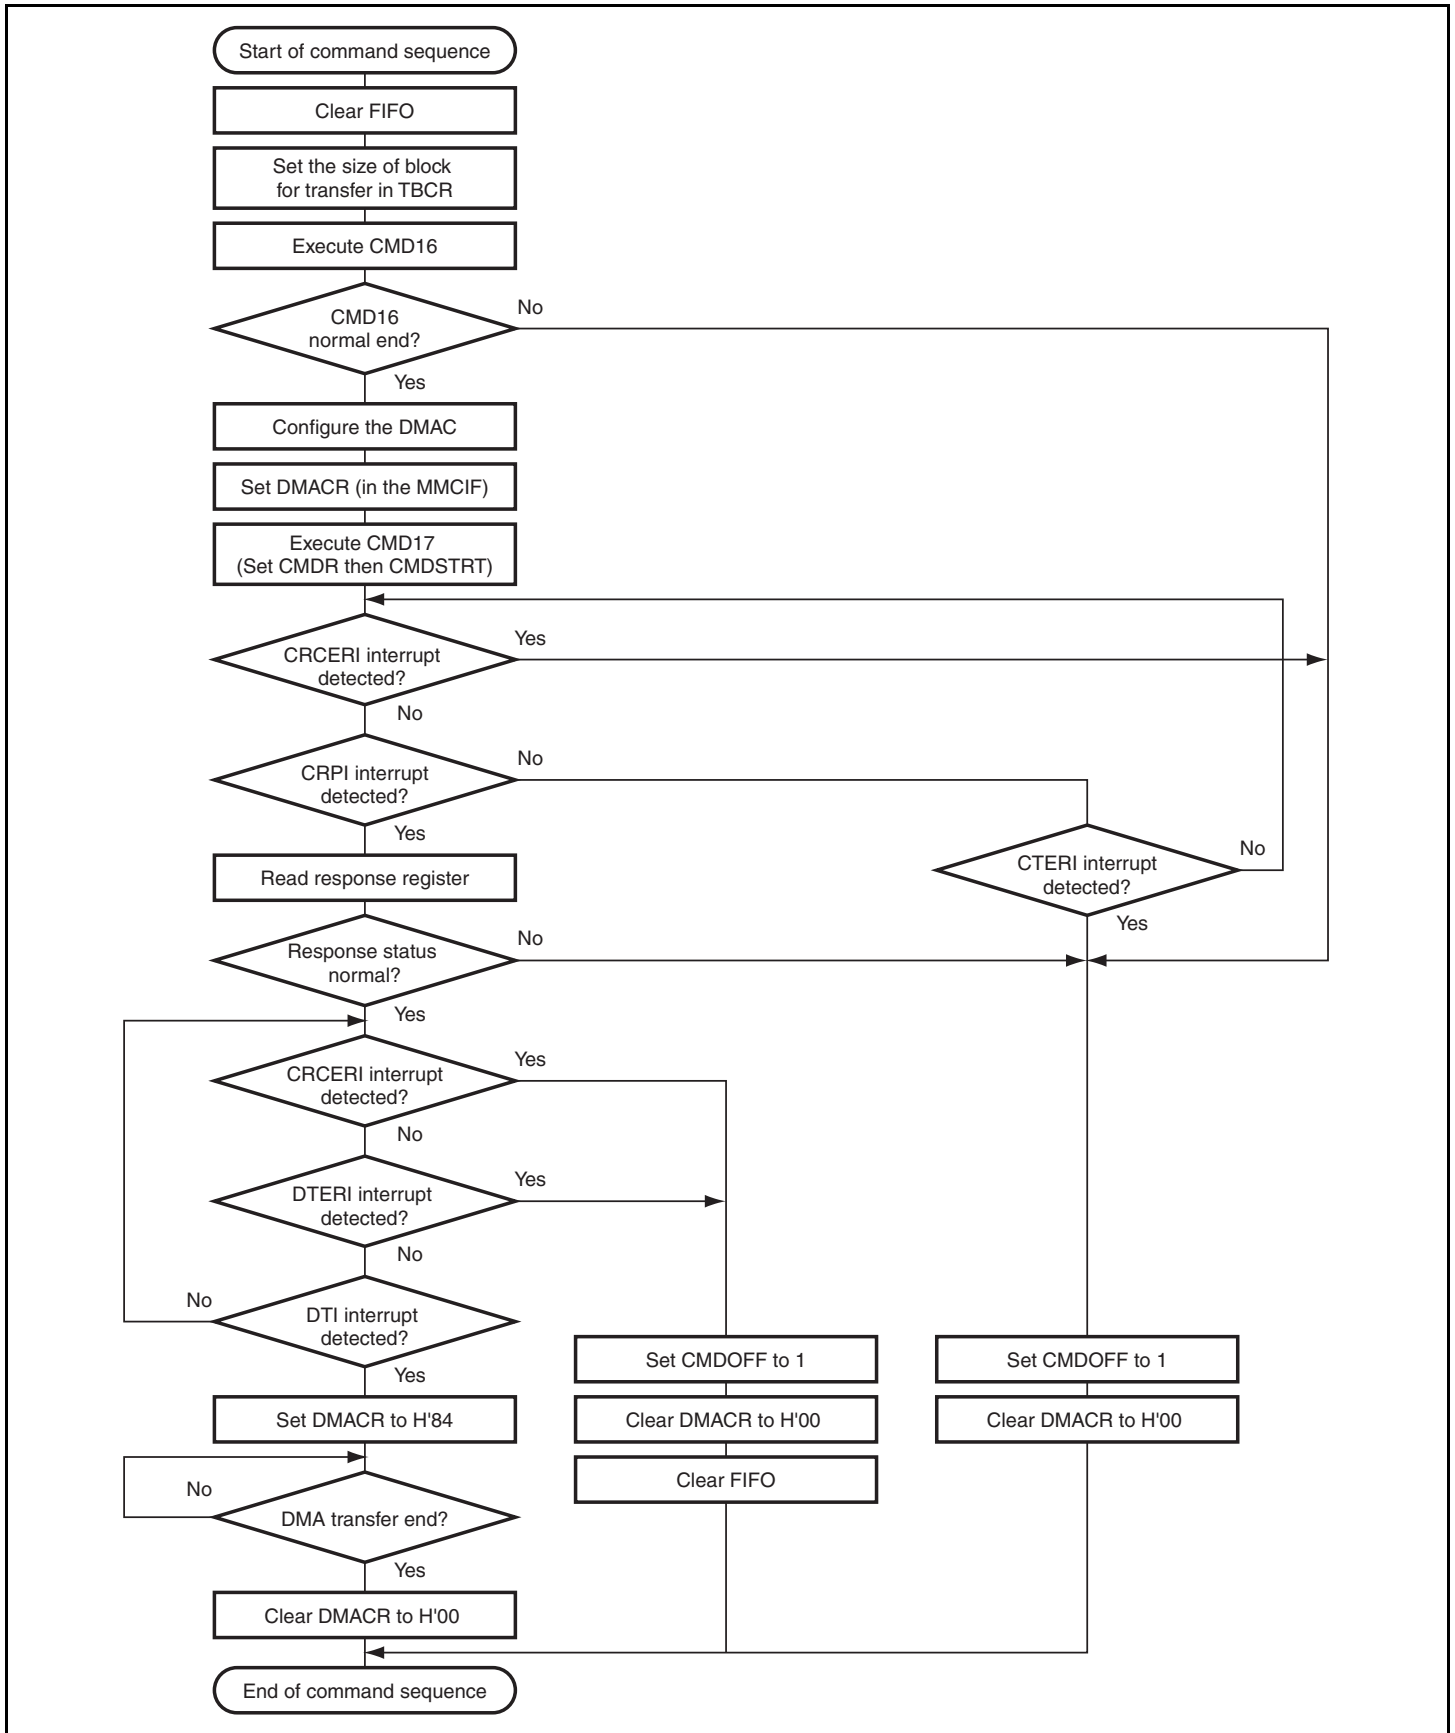 Start of command sequence
Clear FIFO
Set the size of block
for transfer in TBCR
Execute CMD16
CMD16
normal end?
No
Yes
Configure the DMAC
Set DMACR (in the MMCIF)
Execute CMD17
(Set CMDR then CMDSTRT)
CRCERI interrupt
detected?
Yes
No
CRPI interrupt
detected?
No
Yes
CTERI interrupt
detected?
No
Yes
Read response register
Response status
normal?
No
Yes
CRCERI interrupt
detected?
Yes
No
DTERI interrupt
detected?
Yes
No
DTI interrupt
detected?
No
Yes
Set CMDOFF to 1
Set CMDOFF to 1
Set DMACR to H'84
Clear DMACR to H'00
Clear DMACR to H'00
Clear FIFO
No
DMA transfer end?
Yes
Clear DMACR to H'00
End of command sequence